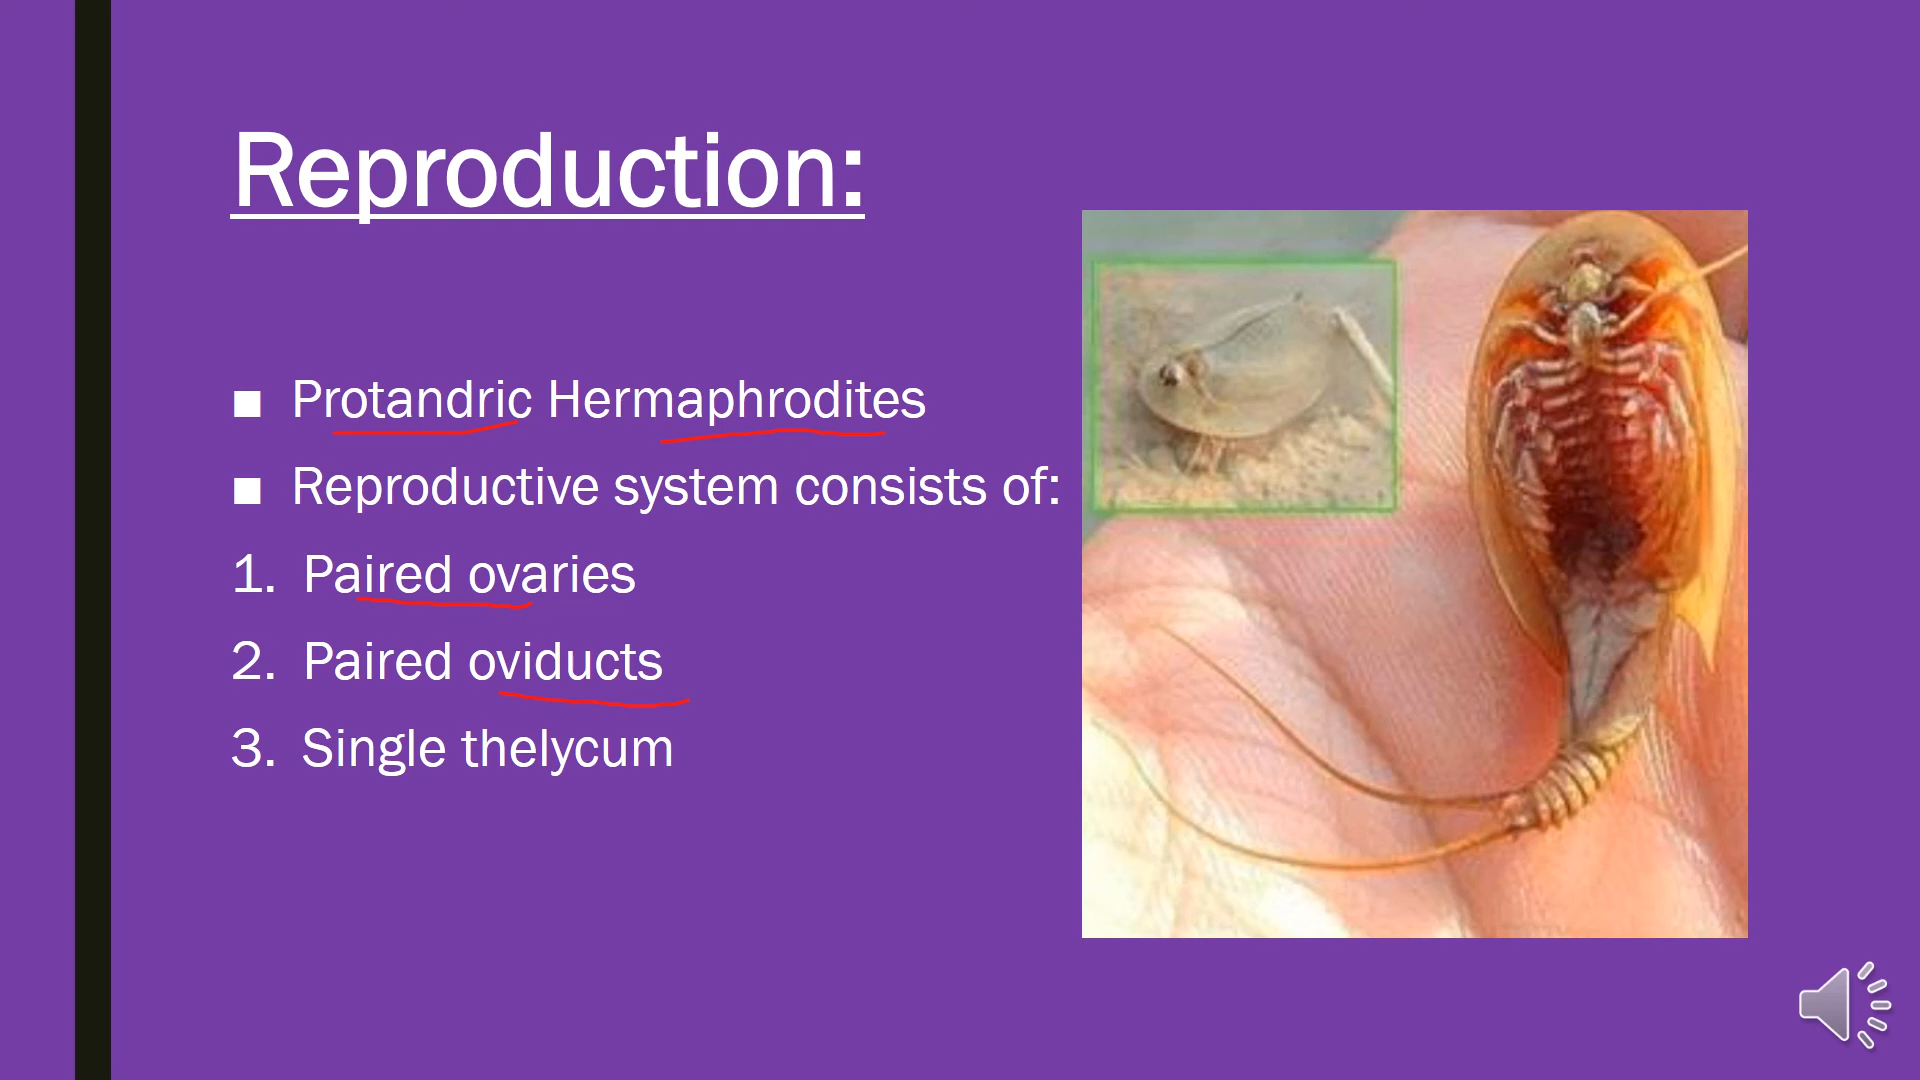 Reproduction:
■ Protandric Hermaphrodites
■ Reproductive system consists of:
1. Paired ovaries
2. Paired oviducts
3. Single thelycum